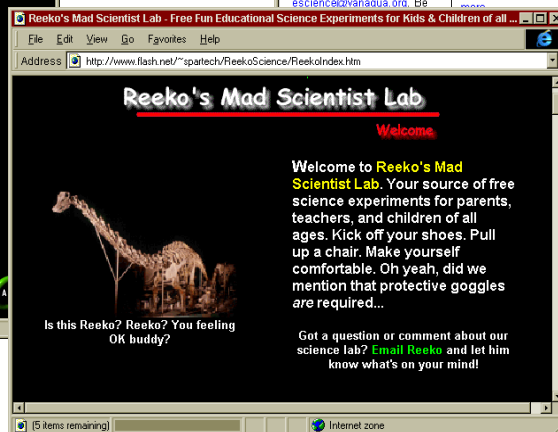 escience@vanaqua.org. Be
more
Reeko's Mad Scientist Lab - Free Fun Educational Science Experiments for Kids & Children of all ...
File Edit View Go Favorites Help
Address http://www.flash.net/~spartech/ReekoScience/ReekoIndex.htm
Reeko's Mad Scientist Lab
Welcome
Welcome to Reeko's Mad
Scientist Lab. Your source of free
science experiments for parents,
teachers, and children of all
ages. Kick off your shoes. Pull
up a chair. Make yourself
comfortable. Oh yeah, did we
mention that protective goggles
are required...
Is this Reeko? Reeko? You feeling
OK buddy?
Got a question or comment about our
science lab? Email Reeko and let him
know what's on your mind!
(5 items remaining)
Internet zone